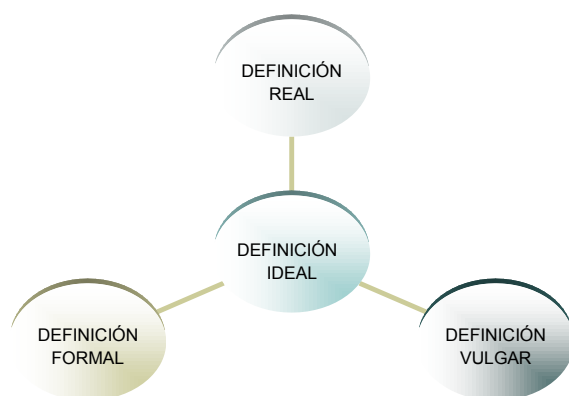 DEFINICIÓN
REAL
DEFINICIÓN
IDEAL
DEFINICIÓN
FORMAL
DEFINICIÓN
VULGAR